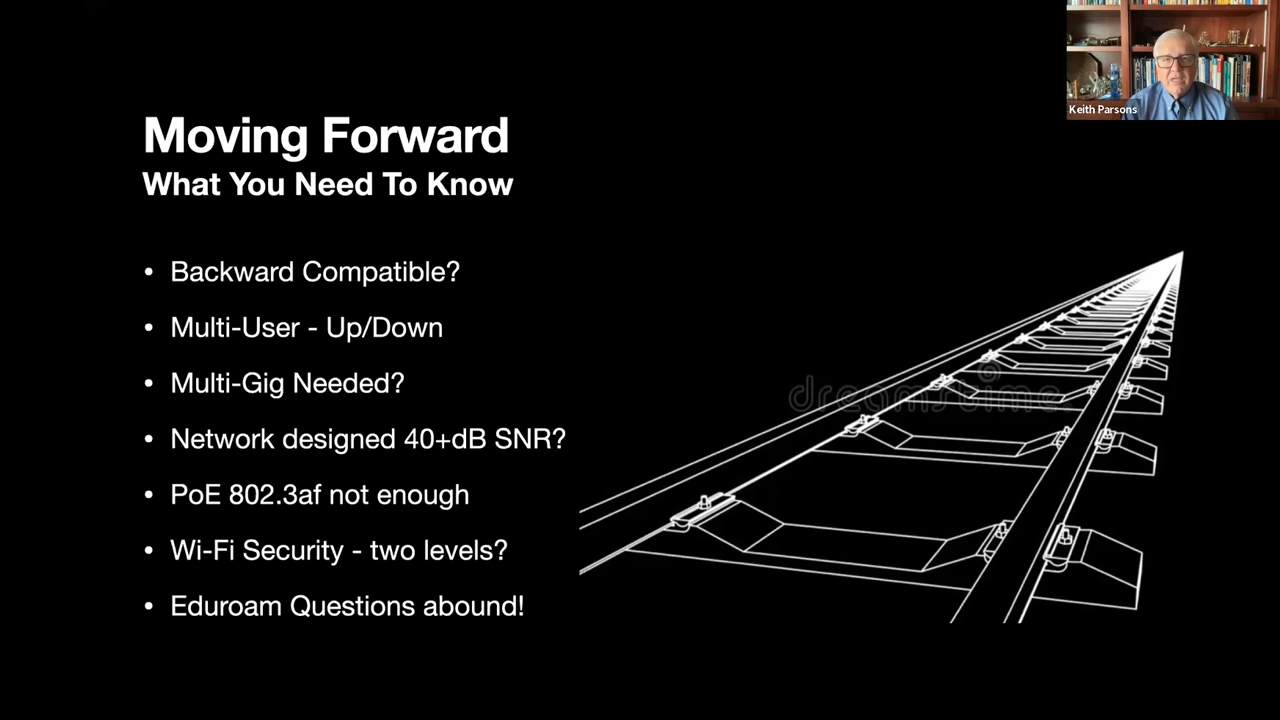 Keith Parsons
Moving Forward
What You Need To Know
• Backward Compatible?
• Multi-User - Up/Down
• Multi-Gig Needed?
• Network designed 40+dB SNR?
• PoE 802.3af not enough
• Wi-Fi Security - two levels?
• Eduroam Questions abound!
dreamstime